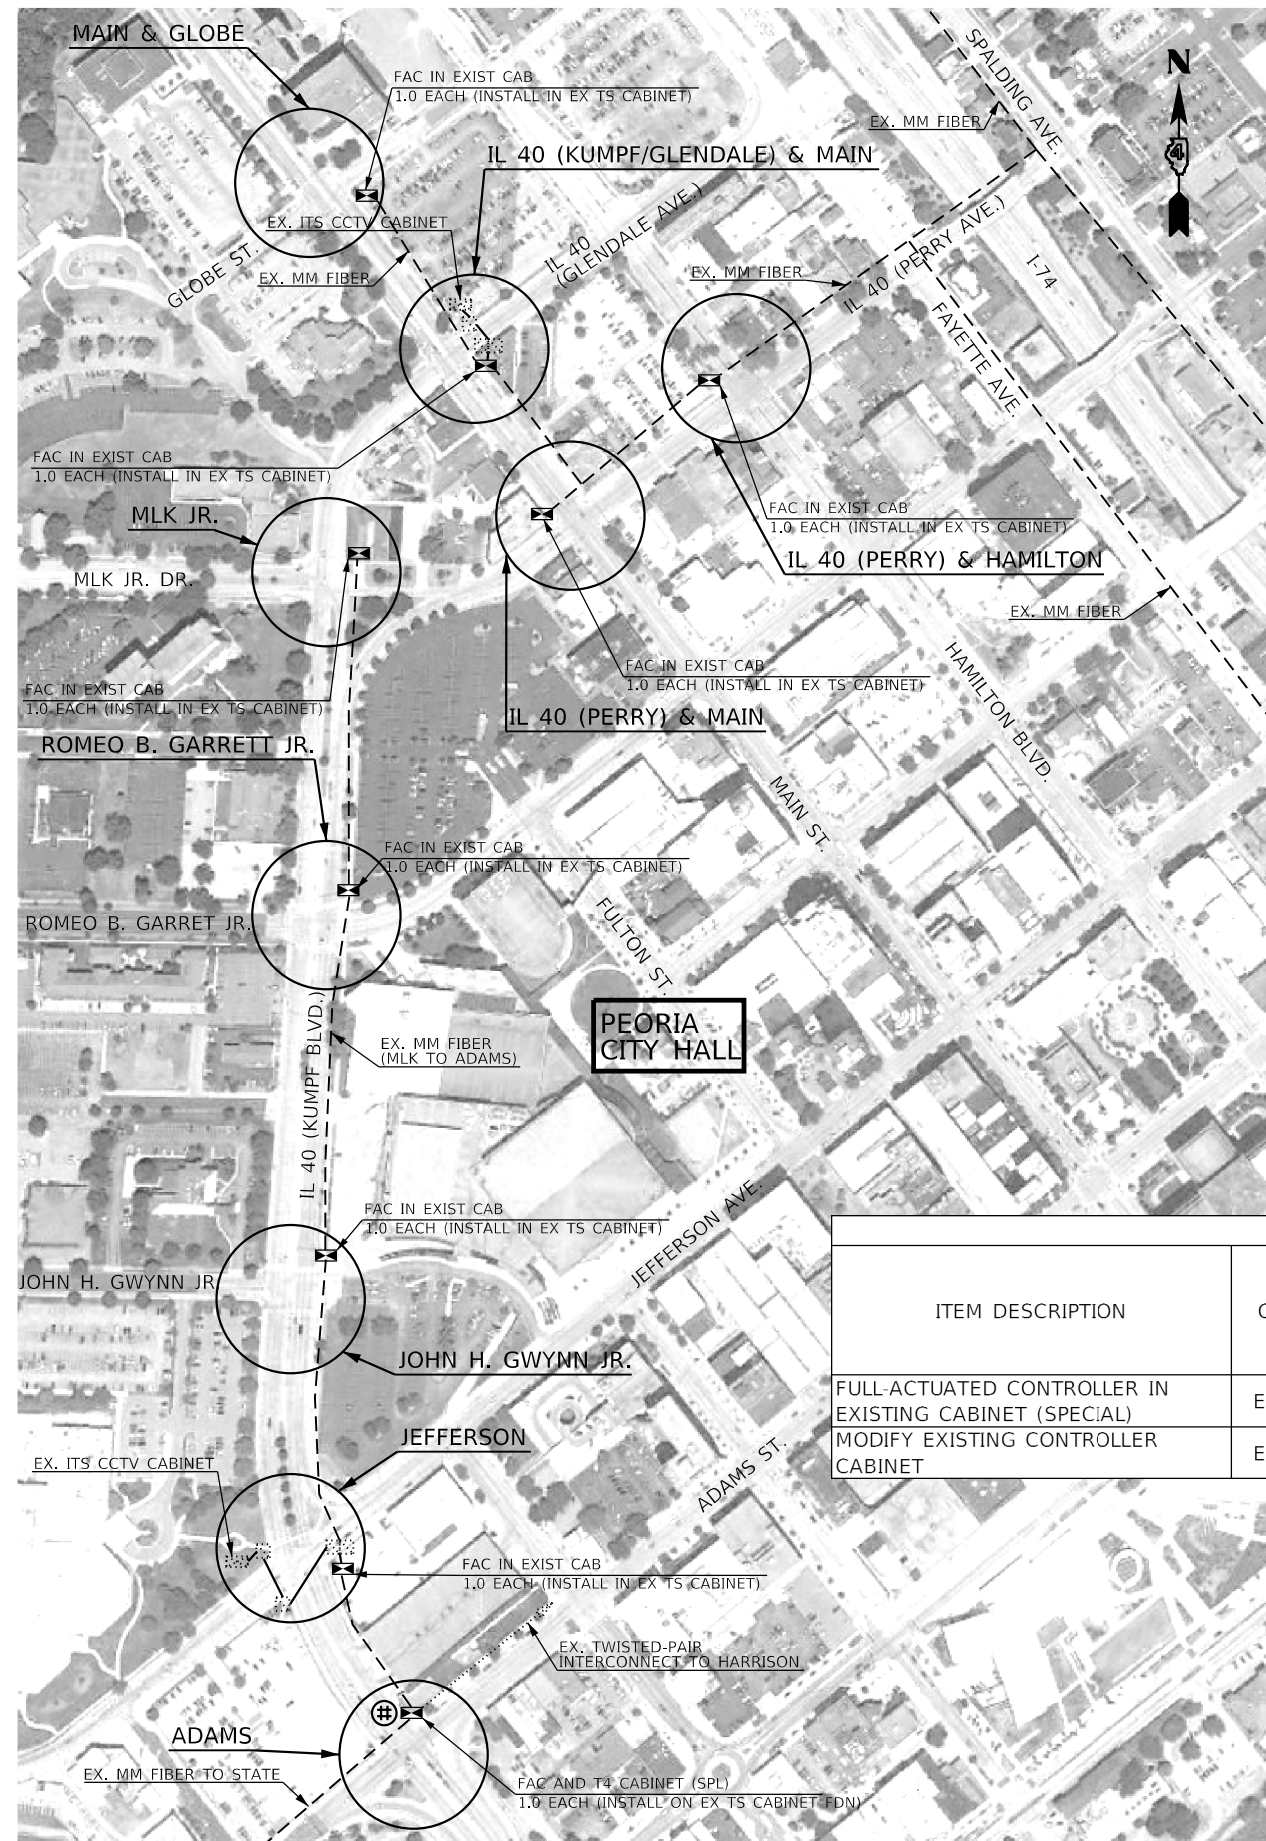 MAIN & GLOBE
FAC IN EXIST CAB
1.0 EACH (INSTALL IN EX TS CABINET)
SPALDING AVE.
N
4
EX. MM FIBER
IL 40 (KUMPF/GLENDALE) & MAIN
EX. ITS CCTV CABINET
GLOBE ST.
EX. MM FIBER
IL 40
(GLENDALE AVE.)
EX. MM FIBER
IL 40 (PERRY AVE.)
I-74
FAYETTE AVE.
FAC IN EXIST CAB
1.0 EACH (INSTALL IN EX TS CABINET)
MLK JR.
MLK JR. DR.
FAC IN EXIST CAB
1.0 EACH (INSTALL IN EX TS CABINET)
IL 40 (PERRY) & HAMILTON
EX. MM FIBER
FAC IN EXIST CAB
1.0 EACH (INSTALL IN EX TS CABINET)
IL 40 (PERRY) & MAIN
HAMILTON BLVD.
FAC IN EXIST CAB
1.0 EACH (INSTALL IN EX TS CABINET)
ROMEO B. GARRETT JR.
MAIN ST.
FAC IN EXIST CAB
1.0 EACH (INSTALL IN EX TS CABINET)
ROMEO B. GARRET JR.
FULTON ST.
PEORIA
CITY HALL
EX. MM FIBER
(MLK TO ADAMS)
IL 40 (KUMPF BLVD.)
FAC IN EXIST CAB
1.0 EACH (INSTALL IN EX TS CABINET)
JEFFERSON AVE.
JOHN H. GWYNN JR.
JOHN H. GWYNN JR.
ITEM DESCRIPTION
FULL-ACTUATED CONTROLLER IN
EXISTING CABINET (SPECIAL)
E
MODIFY EXISTING CONTROLLER
CABINET
E
JEFFERSON
EX. ITS CCTV CABINET
ADAMS ST.
FAC IN EXIST CAB
1.0 EACH (INSTALL IN EX TS CABINET)
EX. TWISTED-PAIR
INTERCONNECT TO HARRISON
#
ADAMS
EX. MM FIBER TO STATE
FAC AND T4 CABINET (SPL)
1.0 EACH (INSTALL ON EX TS CABINET FDN)